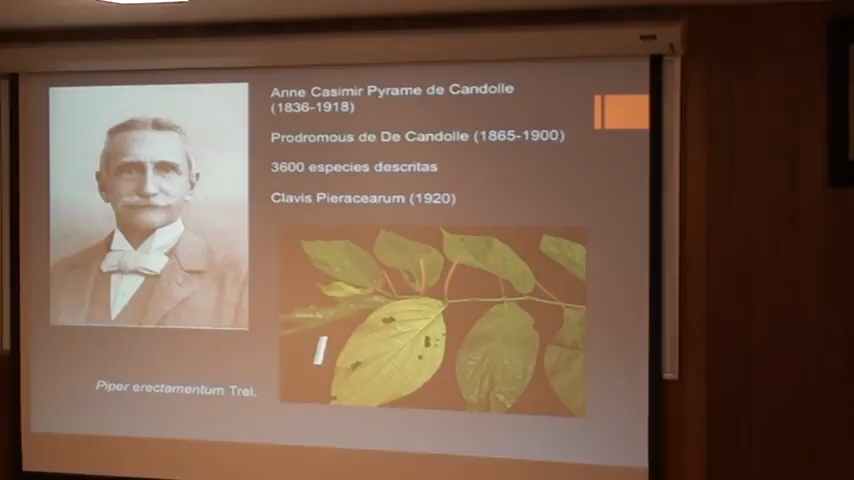 Anne Casimir Pyrame de Candolle
(1836-1918)
Prodromous de De Candolle (1865-1900)
3600 especies descritas
Clavis Pieracearum (1920)
Piper erectamentum Trel.